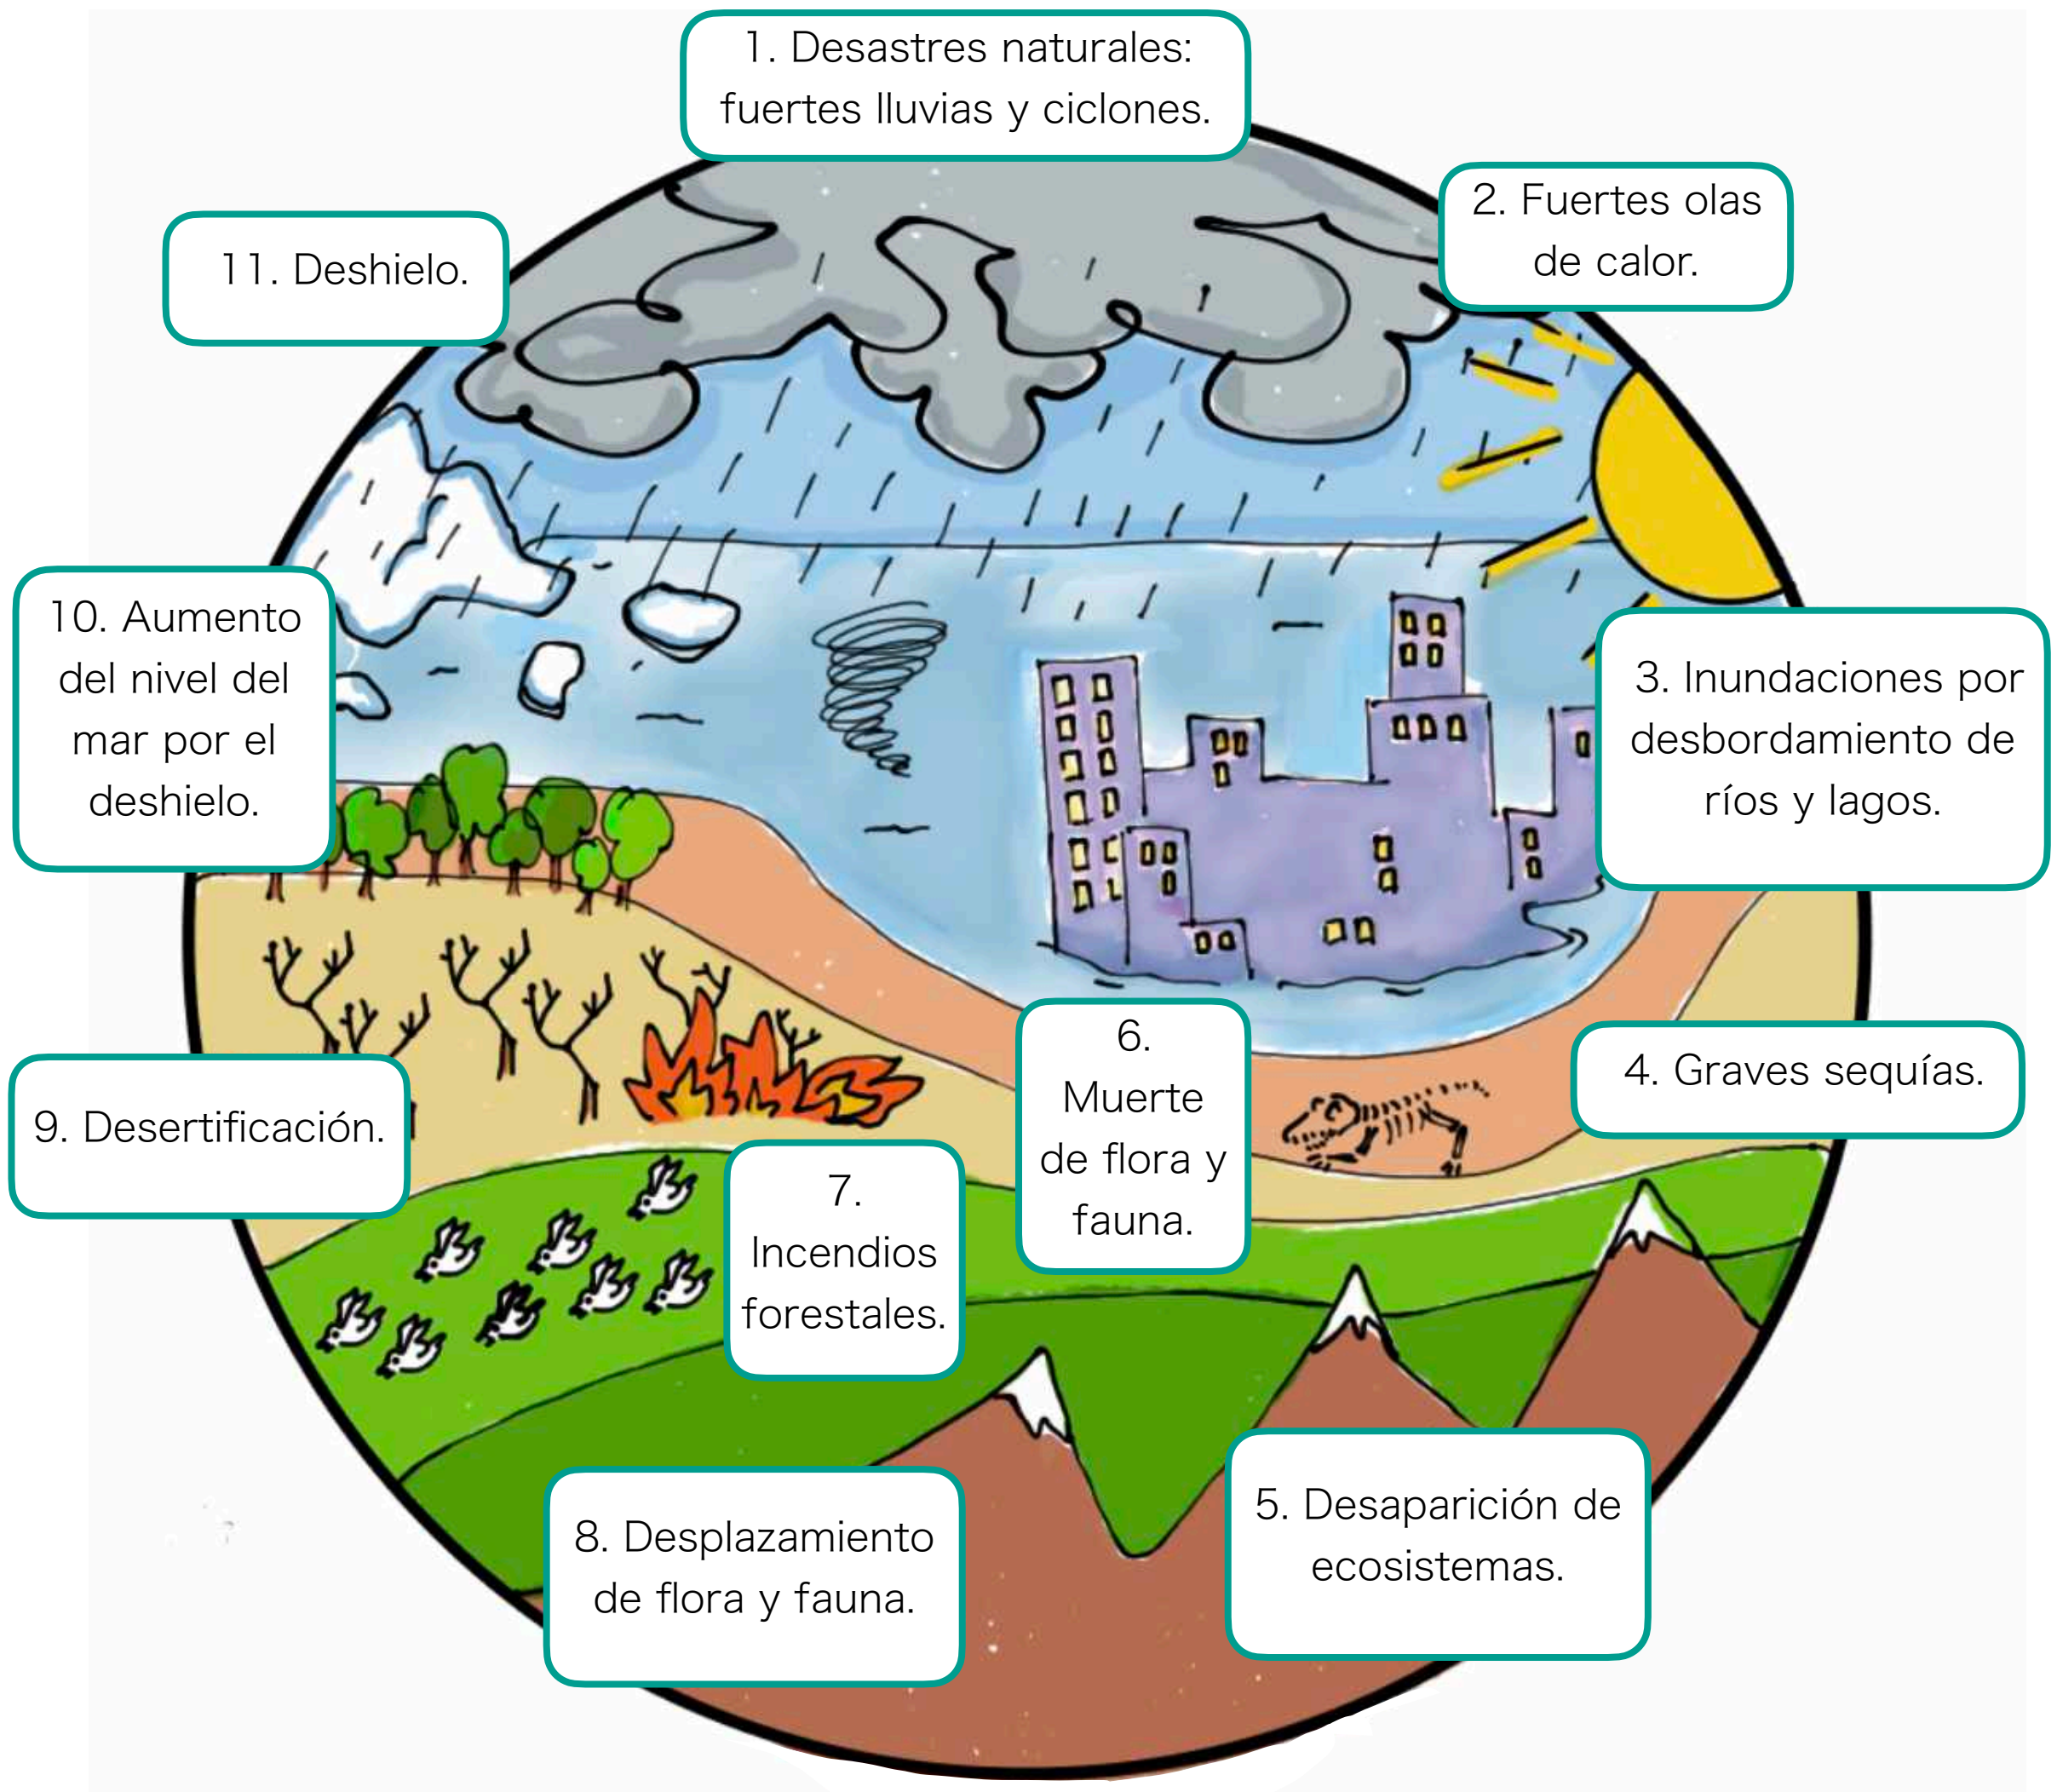 1. Desastres naturales:
fuertes lluvias y ciclones.
2. Fuertes olas
de calor.
3. Inundaciones por
desbordamiento de
ríos y lagos.
4. Graves sequías.
5. Desaparición de
ecosistemas.
6.
Muerte
de flora y
fauna.
7.
Incendios
forestales.
8. Desplazamiento
de flora y fauna.
9. Desertificación.
10. Aumento
del nivel del
mar por el
deshielo.
11. Deshielo.